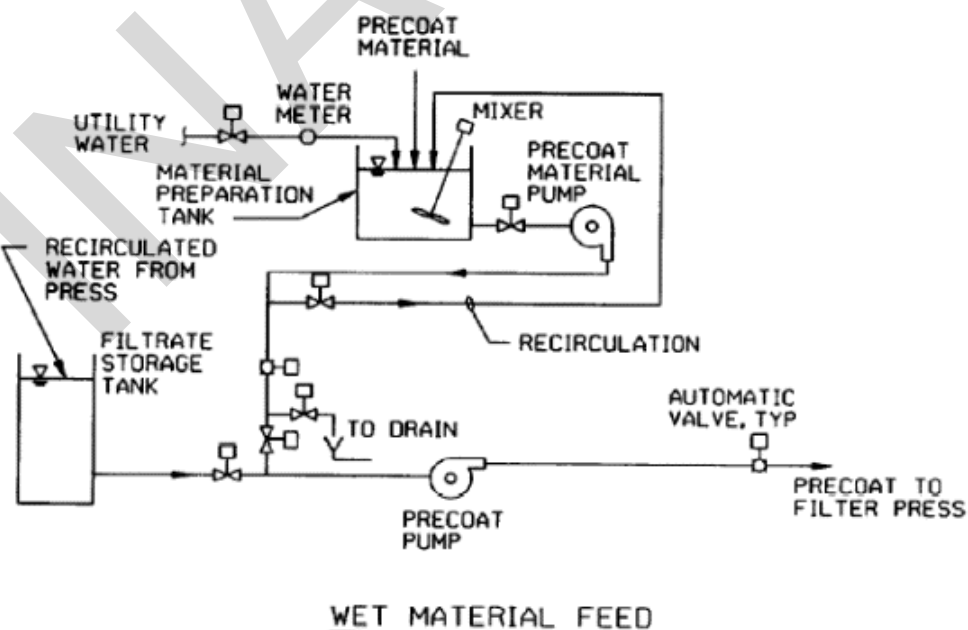 PRECOAT
MATERIAL
WATER
METER
MIXER
UTILITY
WATER
PRECOAT
MATERIAL
PUMP
MATERIAL
PREPARATION
TANK
RECIRCULATED
WATER FROM
PRESS
RECIRCULATION
FILTRATE
STORAGE
TANK
AUTOMATIC
VALVE, TYP
TO DRAIN
PRECOAT TO
FILTER PRESS
PRECOAT
PUMP
WET MATERIAL FEED